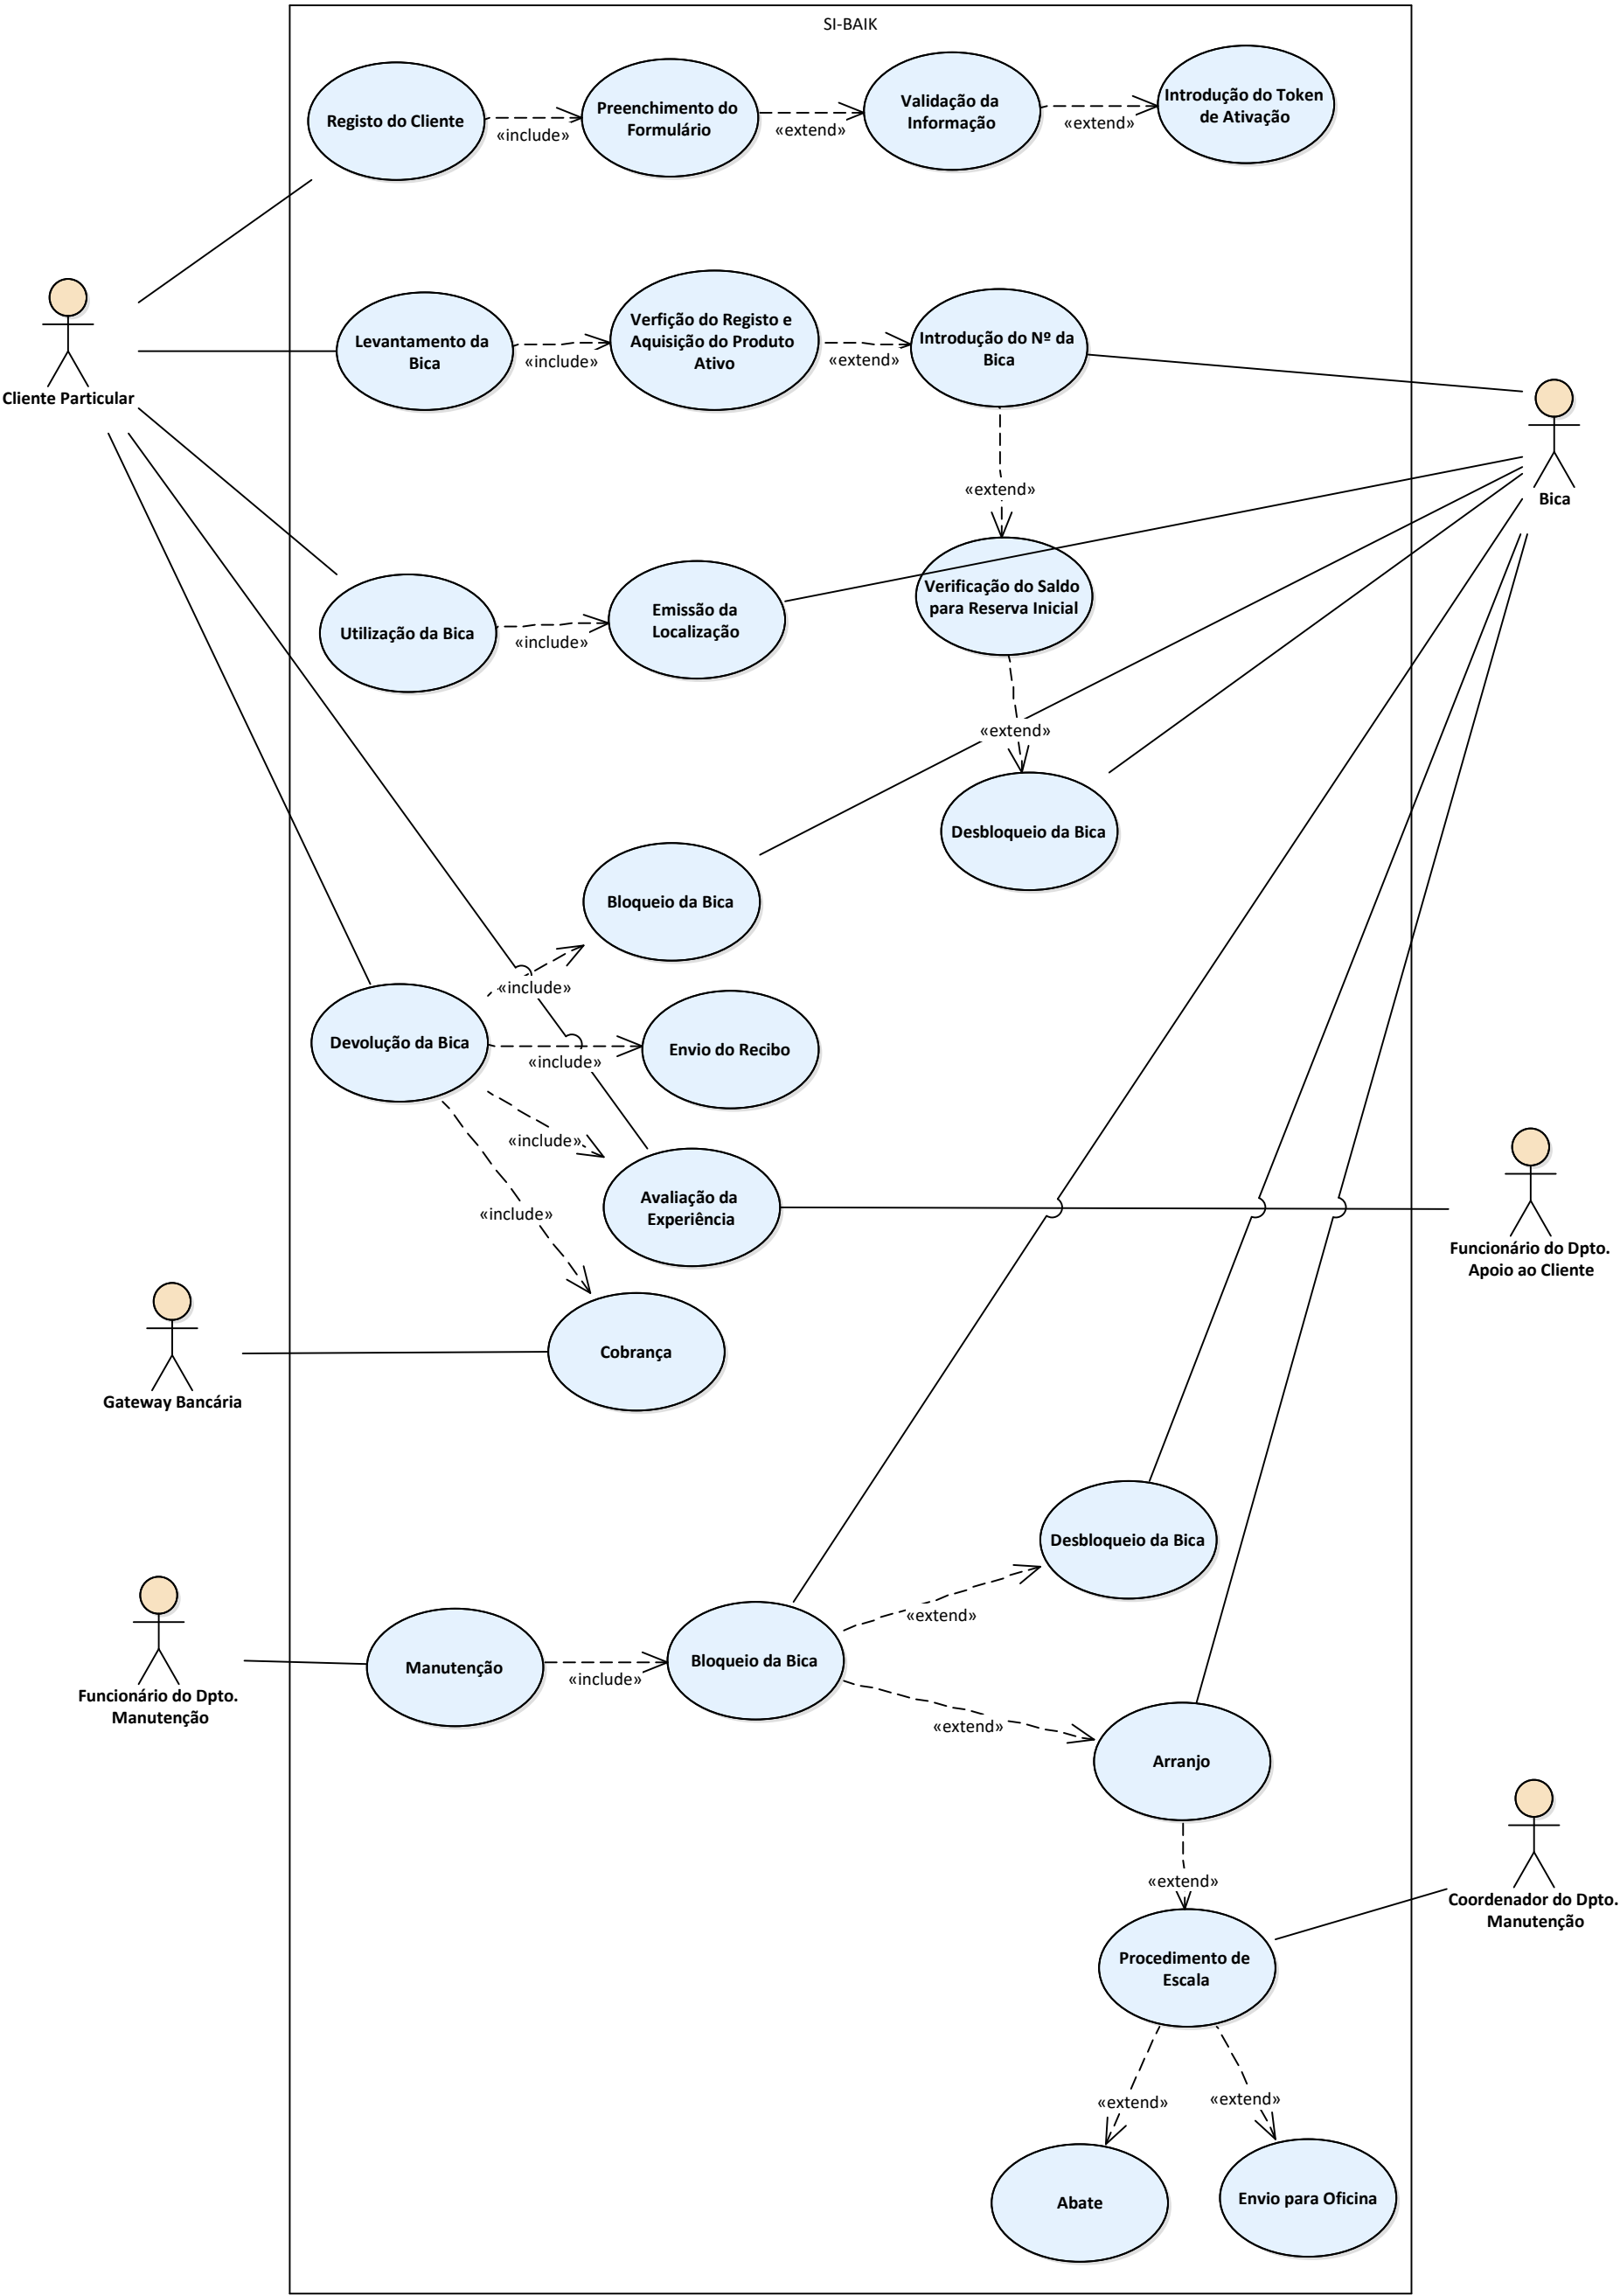 SI-BAIK
Registo do Cliente
«include»
Preenchimento do
Formulário
«extend»
Validação da
Informação
«extend»
Introdução do Token
de Ativação
Cliente Particular
Levantamento da
Bica
«include»
Verfição do Registo e
Aquisição do Produto
Ativo
«extend»
Introdução do Nº da
Bica
Bica
«extend»
Utilização da Bica
«include»
Emissão da
Localização
Verificação do Saldo
para Reserva Inicial
«extend»
Desbloqueio da Bica
Bloqueio da Bica
«include»
Devolução da Bica
«include»
Envio do Recibo
«include»
«include»
Avaliação da
Experiência
Funcionário do Dpto.
Apoio ao Cliente
Gateway Bancária
Cobrança
Desbloqueio da Bica
«extend»
Funcionário do Dpto.
Manutenção
Manutenção
«include»
Bloqueio da Bica
«extend»
Arranjo
«extend»
Coordenador do Dpto.
Manutenção
Procedimento de
Escala
«extend»
«extend»
Abate
Envio para Oficina